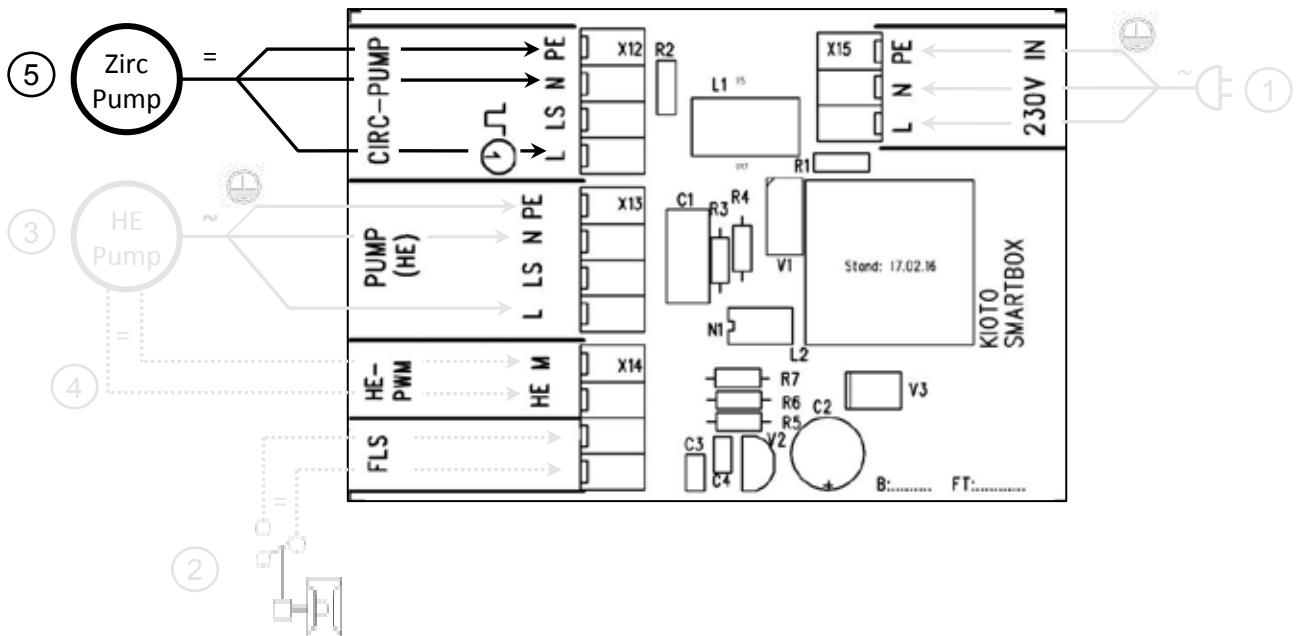 5
Zirc
Pump
=
CIRC-PUMP
PE
N
LS
L
X12
R2
L1
X5
X17
X15
PE
N
L
230V IN
~
1
R1
3
HE
Pump
~
PUMP
(HE)
PE
N
LS
L
X13
C1
R3
R4
V1
Stand: 17.02.16
KIOTO
SMARTBOX
N1
L2
4
=
HE-
PWM
HE M
X14
R7
R6
R5
V3
C2
V2
C3
C4
+
FLS
B:......... FT:...........
=
2